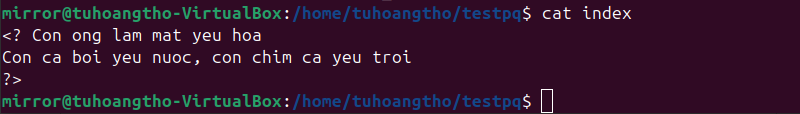 mirror@tuhoangtho-VirtualBox:/home/tuhoangtho/testpq$ cat index
<? Con ong lam mat yeu hoa
Con ca boi yeu nuoc, con chim ca yeu troi
?>
mirror@tuhoangtho-VirtualBox:/home/tuhoangtho/testpq$